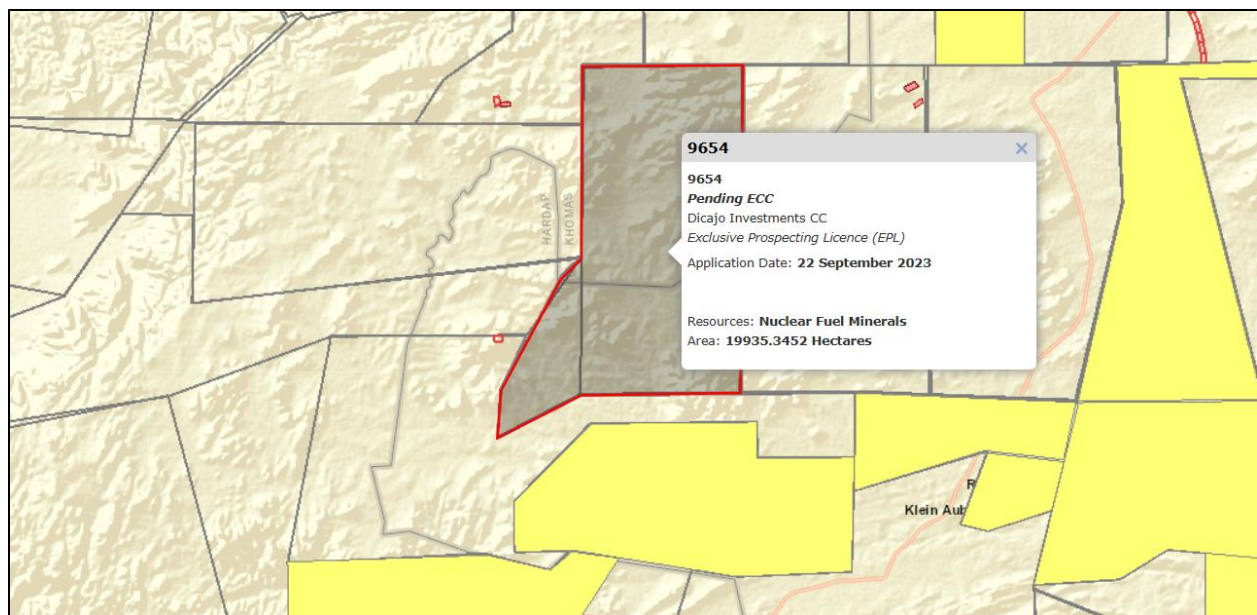 HARDAP
KHOMAS
9654
9654
Pending ECC
Dicajo Investments CC
Exclusive Prospecting Licence (EPL)
Application Date: 22 September 2023
Resources: Nuclear Fuel Minerals
Area: 19935.3452 Hectares
R
Klein Aub